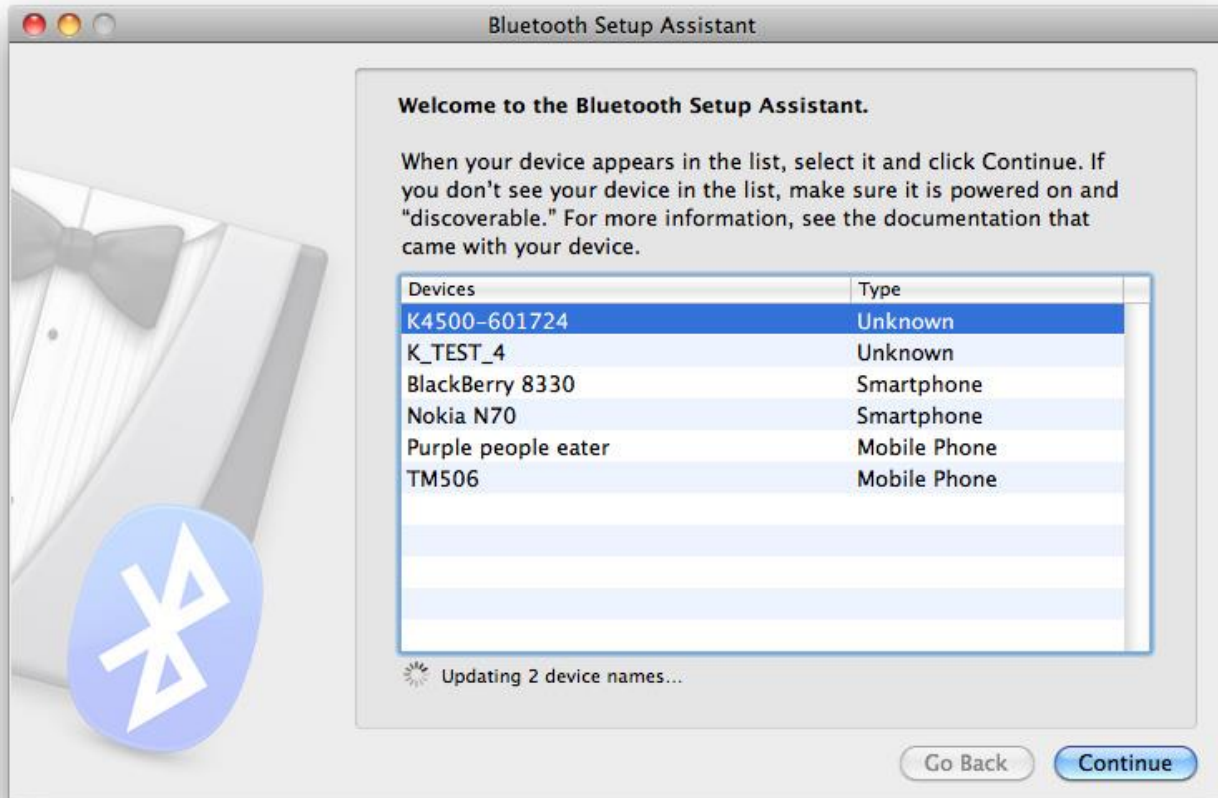 Bluetooth Setup Assistant
Welcome to the Bluetooth Setup Assistant.
When your device appears in the list, select it and click Continue. If
you don't see your device in the list, make sure it is powered on and
“discoverable.” For more information, see the documentation that
came with your device.
Devices Type
K4500-601724 Unknown
K_TEST_4 Unknown
BlackBerry 8330 Smartphone
Nokia N70 Smartphone
Purple people eater Mobile Phone
TM506 Mobile Phone
Updating 2 device names...
Go Back Continue